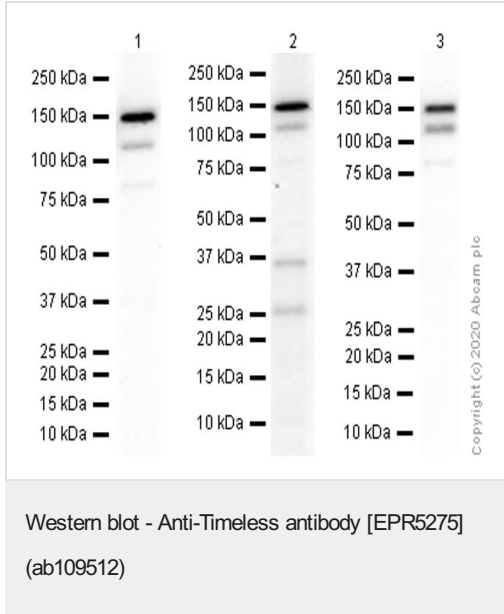 1
250 kDa
150 kDa
100 kDa
75 kDa
50 kDa
37 kDa
25 kDa
20 kDa
15 kDa
10 kDa
2
250 kDa
150 kDa
100 kDa
75 kDa
50 kDa
37 kDa
25 kDa
20 kDa
15 kDa
10 kDa
3
250 kDa
150 kDa
100 kDa
75 kDa
50 kDa
37 kDa
25 kDa
20 kDa
15 kDa
10 kDa
Copyright (c) 2020 Abcam plc
Western blot - Anti-Timeless antibody [EPR5275]
(ab109512)